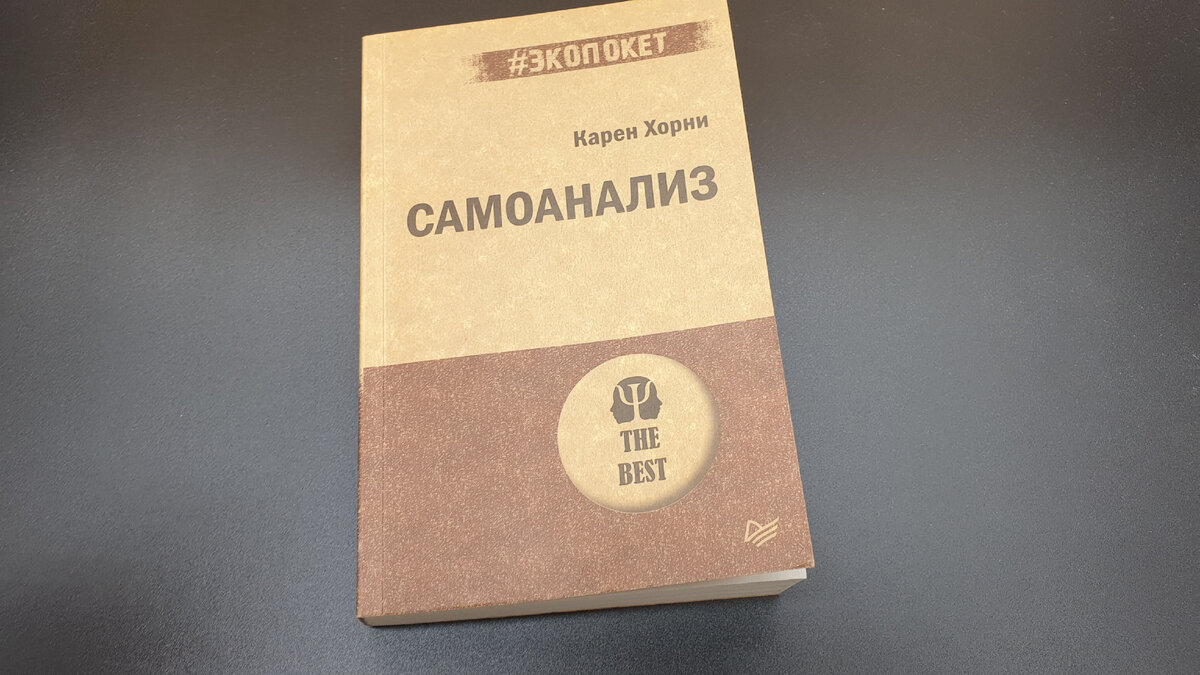 #ЭКОПОКЕТ
Карен Хорни
САМОАНАЛИЗ
Ψ
THE
BEST